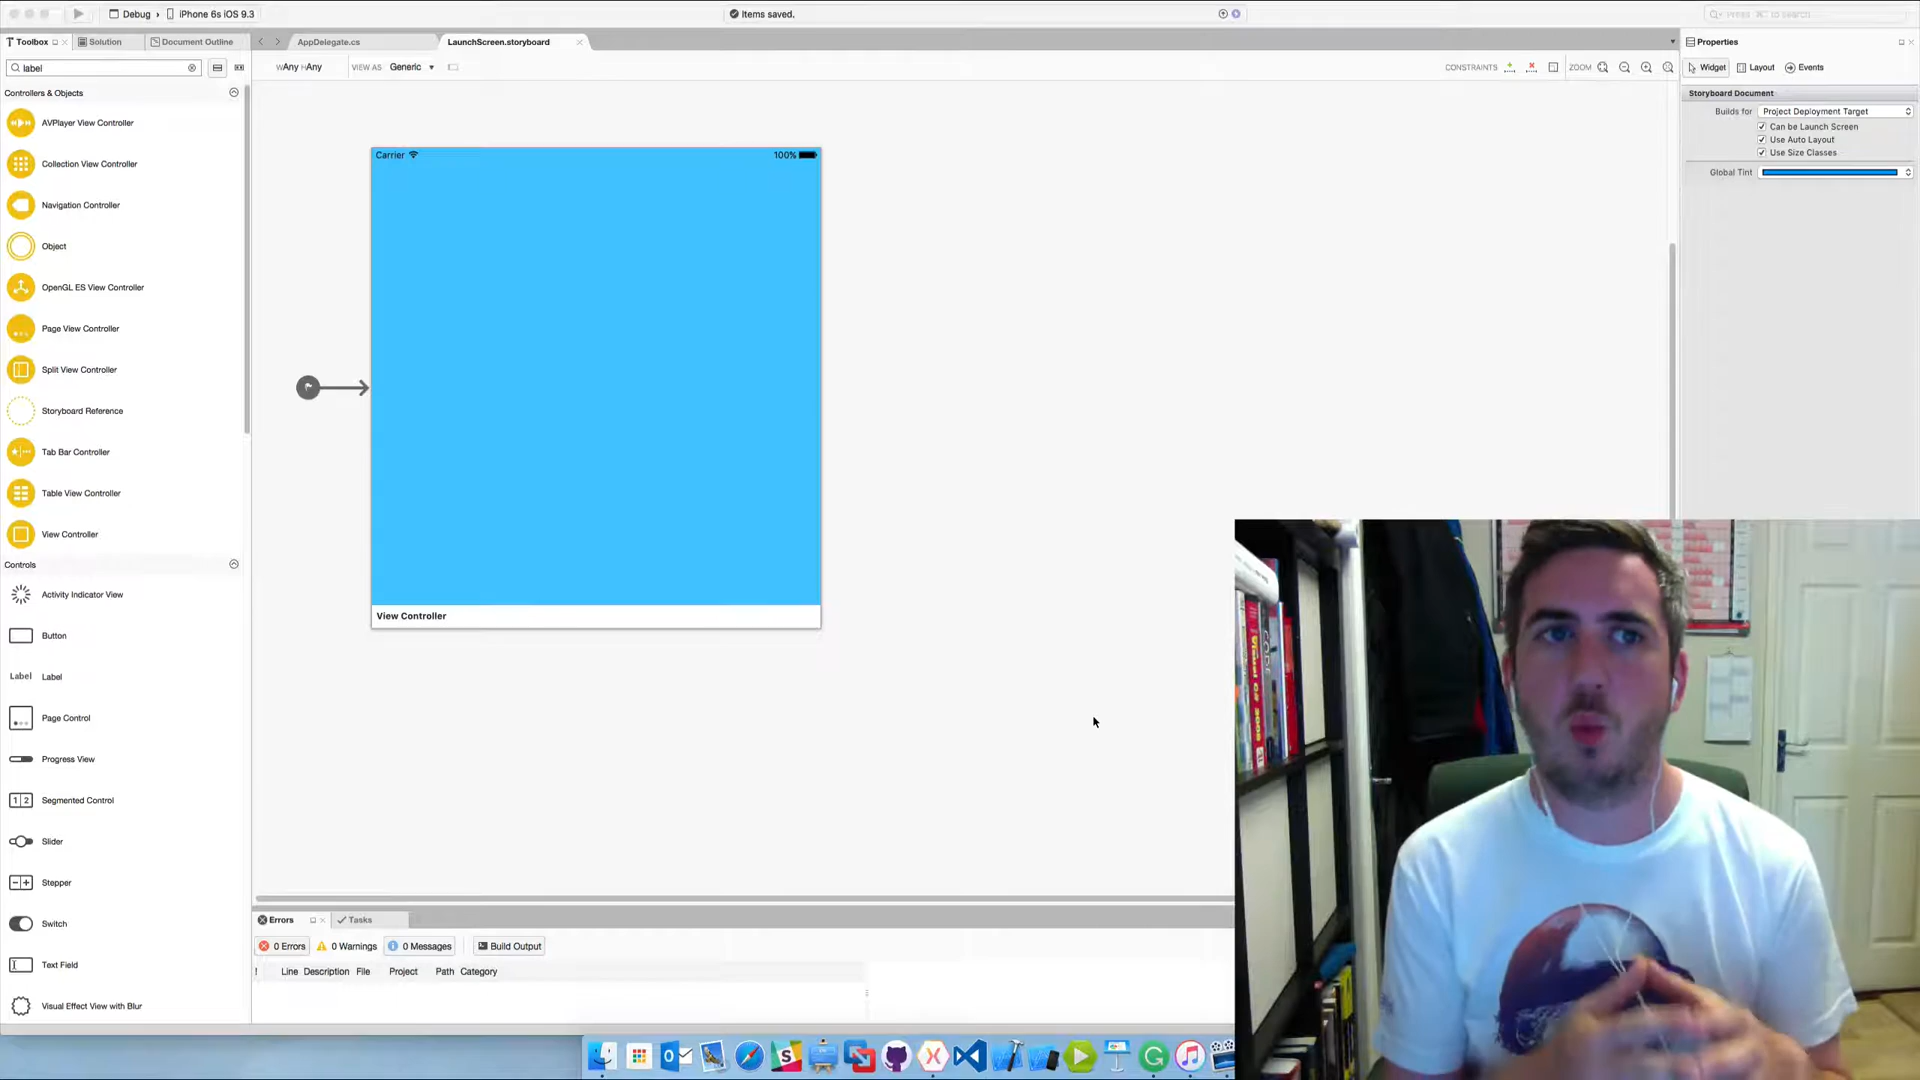 Debug › iPhone 6s iOS 9.3
Items saved.
Toolbox
Solution
Document Outline
AppDelegate.cs
LaunchScreen.storyboard
Properties
label
wAny hAny
VIEW AS Generic
CONSTRAINTS
ZOOM
Widget
Layout
Events
Controllers & Objects
Storyboard Document
Builds for Project Deployment Target
Can be Launch Screen
Use Auto Layout
Use Size Classes
Global Tint
AVPlayer View Controller
Collection View Controller
Navigation Controller
Object
OpenGL ES View Controller
Page View Controller
Split View Controller
Storyboard Reference
Tab Bar Controller
Table View Controller
View Controller
Controls
Activity Indicator View
Button
Label Label
Page Control
Progress View
1 2 Segmented Control
Slider
Stepper
Switch
Text Field
Visual Effect View with Blur
Carrier
100%
View Controller
Errors
Tasks
0 Errors
0 Warnings
0 Messages
Build Output
! Line Description File Project Path Category
Visual C# 2008
CODE